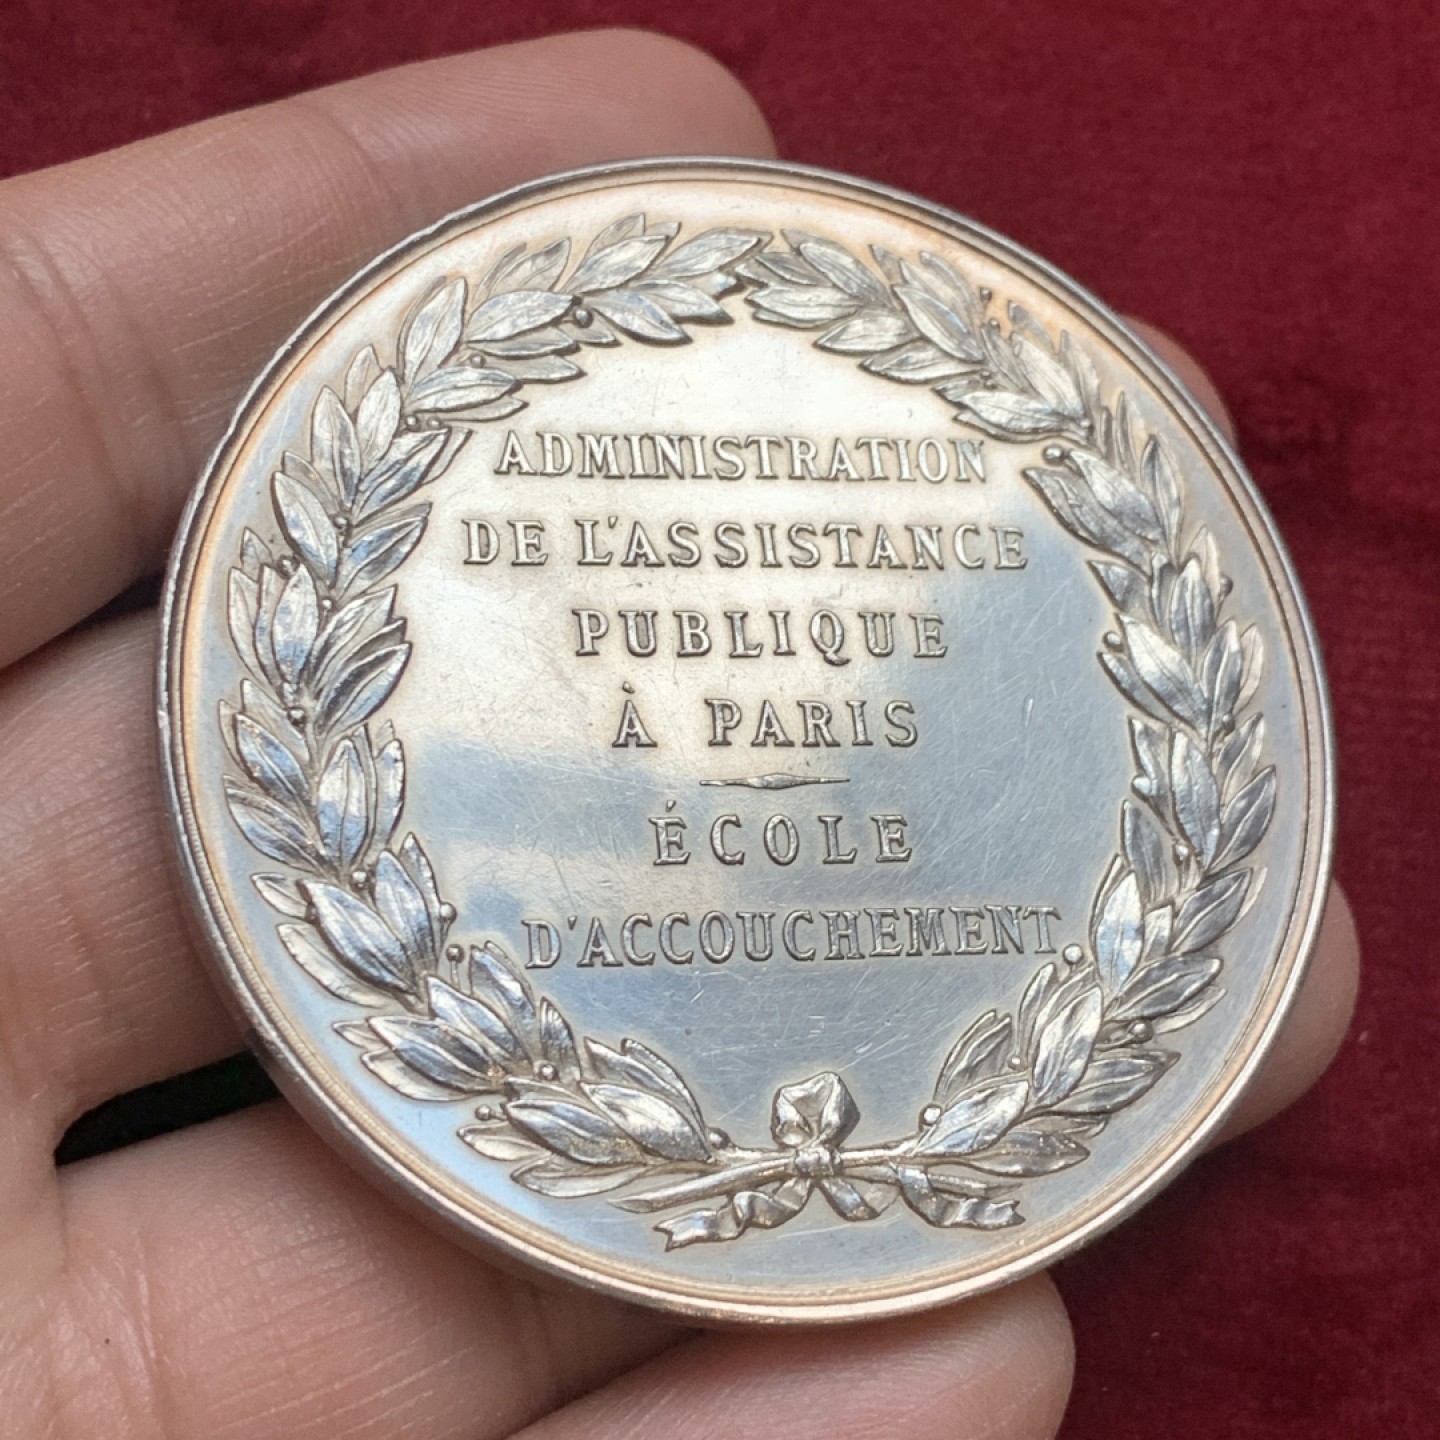 ADMINISTRATION
DE L'ASSISTANCE
PUBLIQUE
À PARIS
ÉCOLE
D'ACCOUCHEMENT